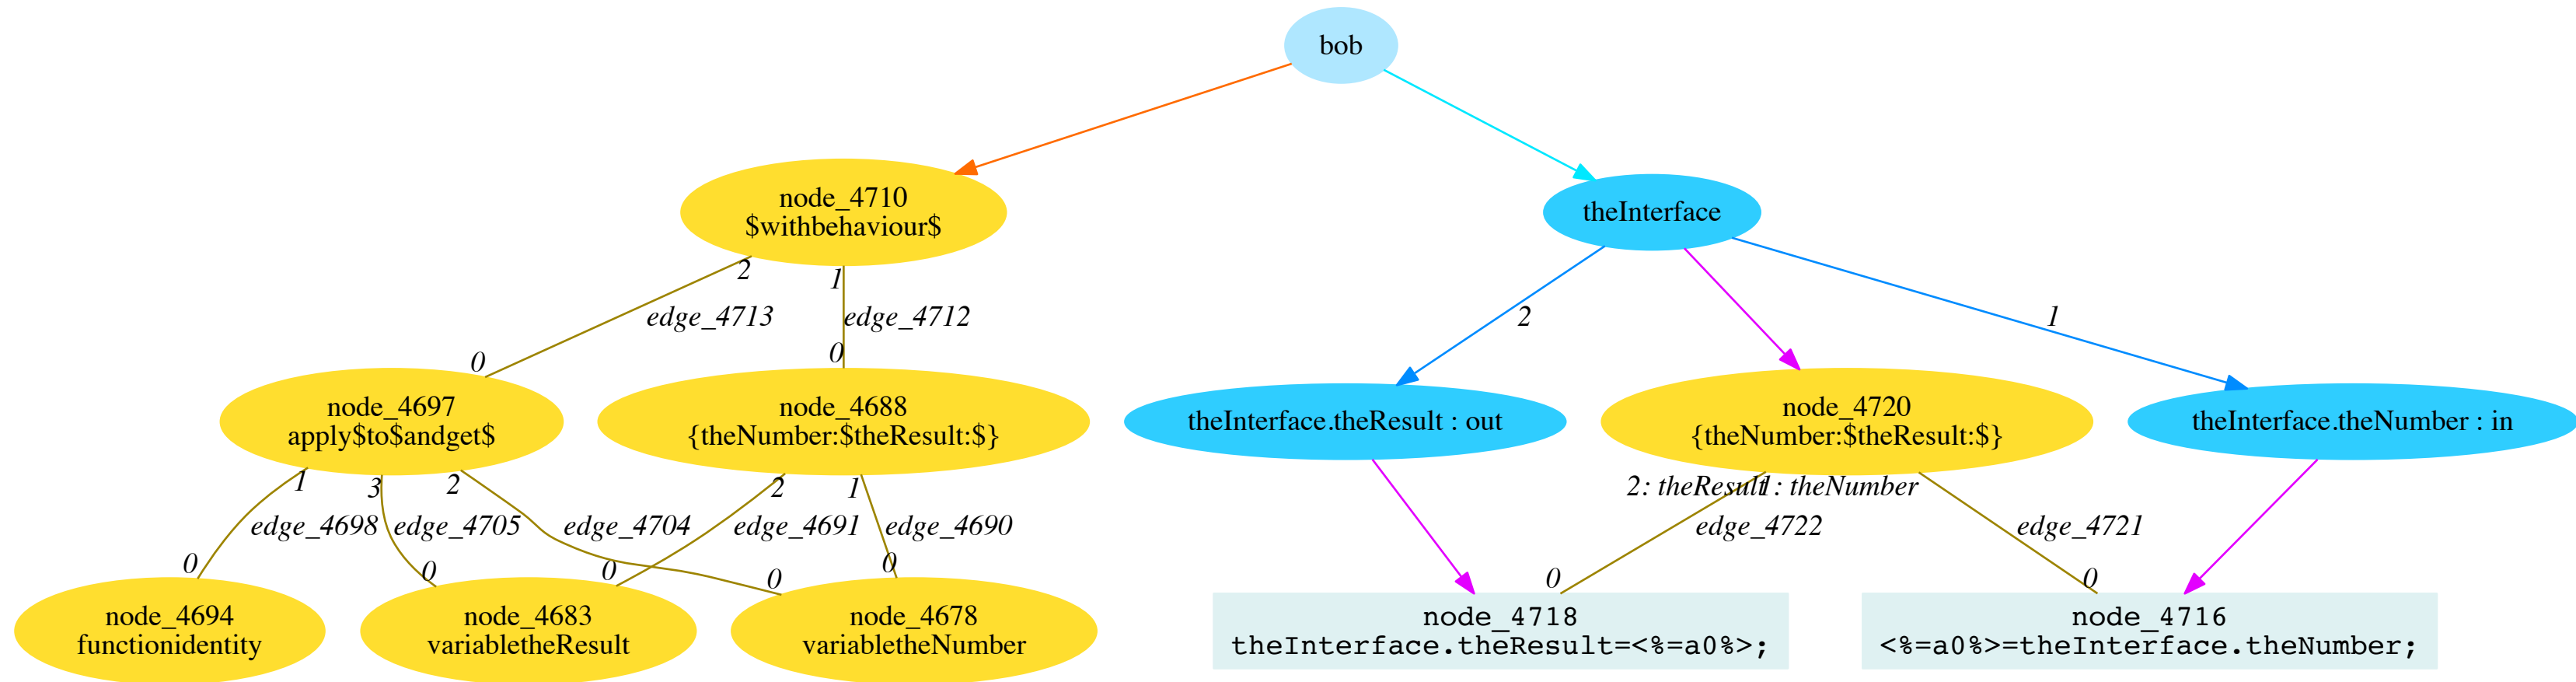 bob
node_4710
$withbehaviour$
theInterface
2
1
edge_4713
edge_4712
2
1
0
0
node_4697
apply$to$andget$
node_4688
{theNumber:$theResult:$}
theInterface.theResult : out
node_4720
{theNumber:$theResult:$}
theInterface.theNumber : in
1
3
2
2
1
2: theResult
1: theNumber
edge_4698
edge_4705
edge_4704
edge_4691
edge_4690
edge_4722
edge_4721
0
0
0
0
0
0
0
node_4694
functionidentity
node_4683
variabletheResult
node_4678
variabletheNumber
node_4718
theInterface.theResult=<%=a0%>;
node_4716
<%=a0%>=theInterface.theNumber;